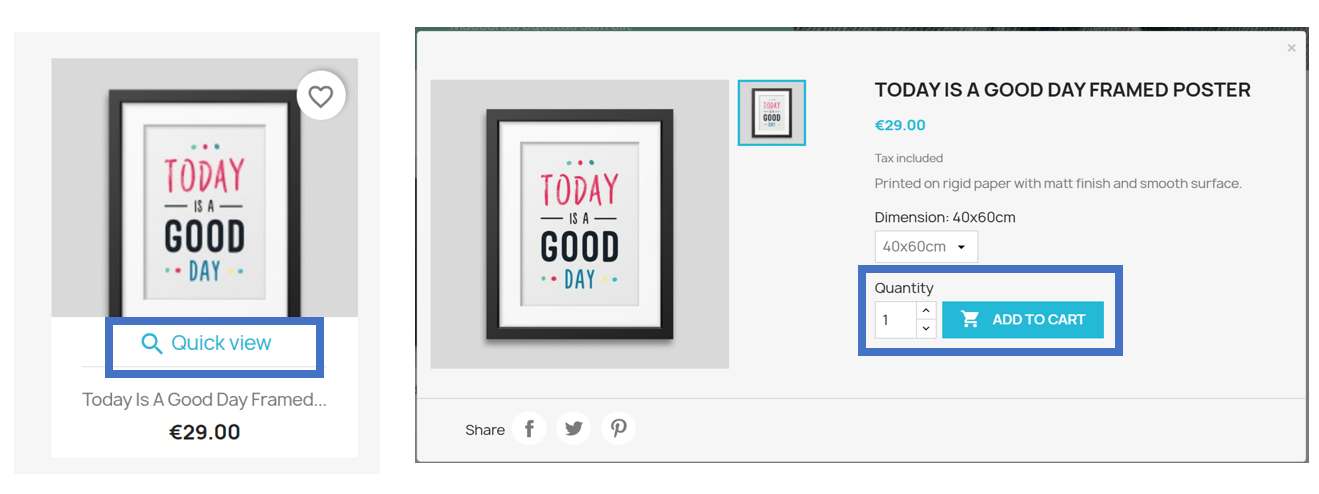 TODAY
IS A
GOOD
DAY
Quick view
Today Is A Good Day Framed...
€29.00
×
TODAY
IS A
GOOD
DAY
TODAY
IS A
GOOD
DAY
TODAY IS A GOOD DAY FRAMED POSTER
€29.00
Tax included
Printed on rigid paper with matt finish and smooth surface.
Dimension: 40x60cm
40x60cm
Quantity
1
ADD TO CART
Share